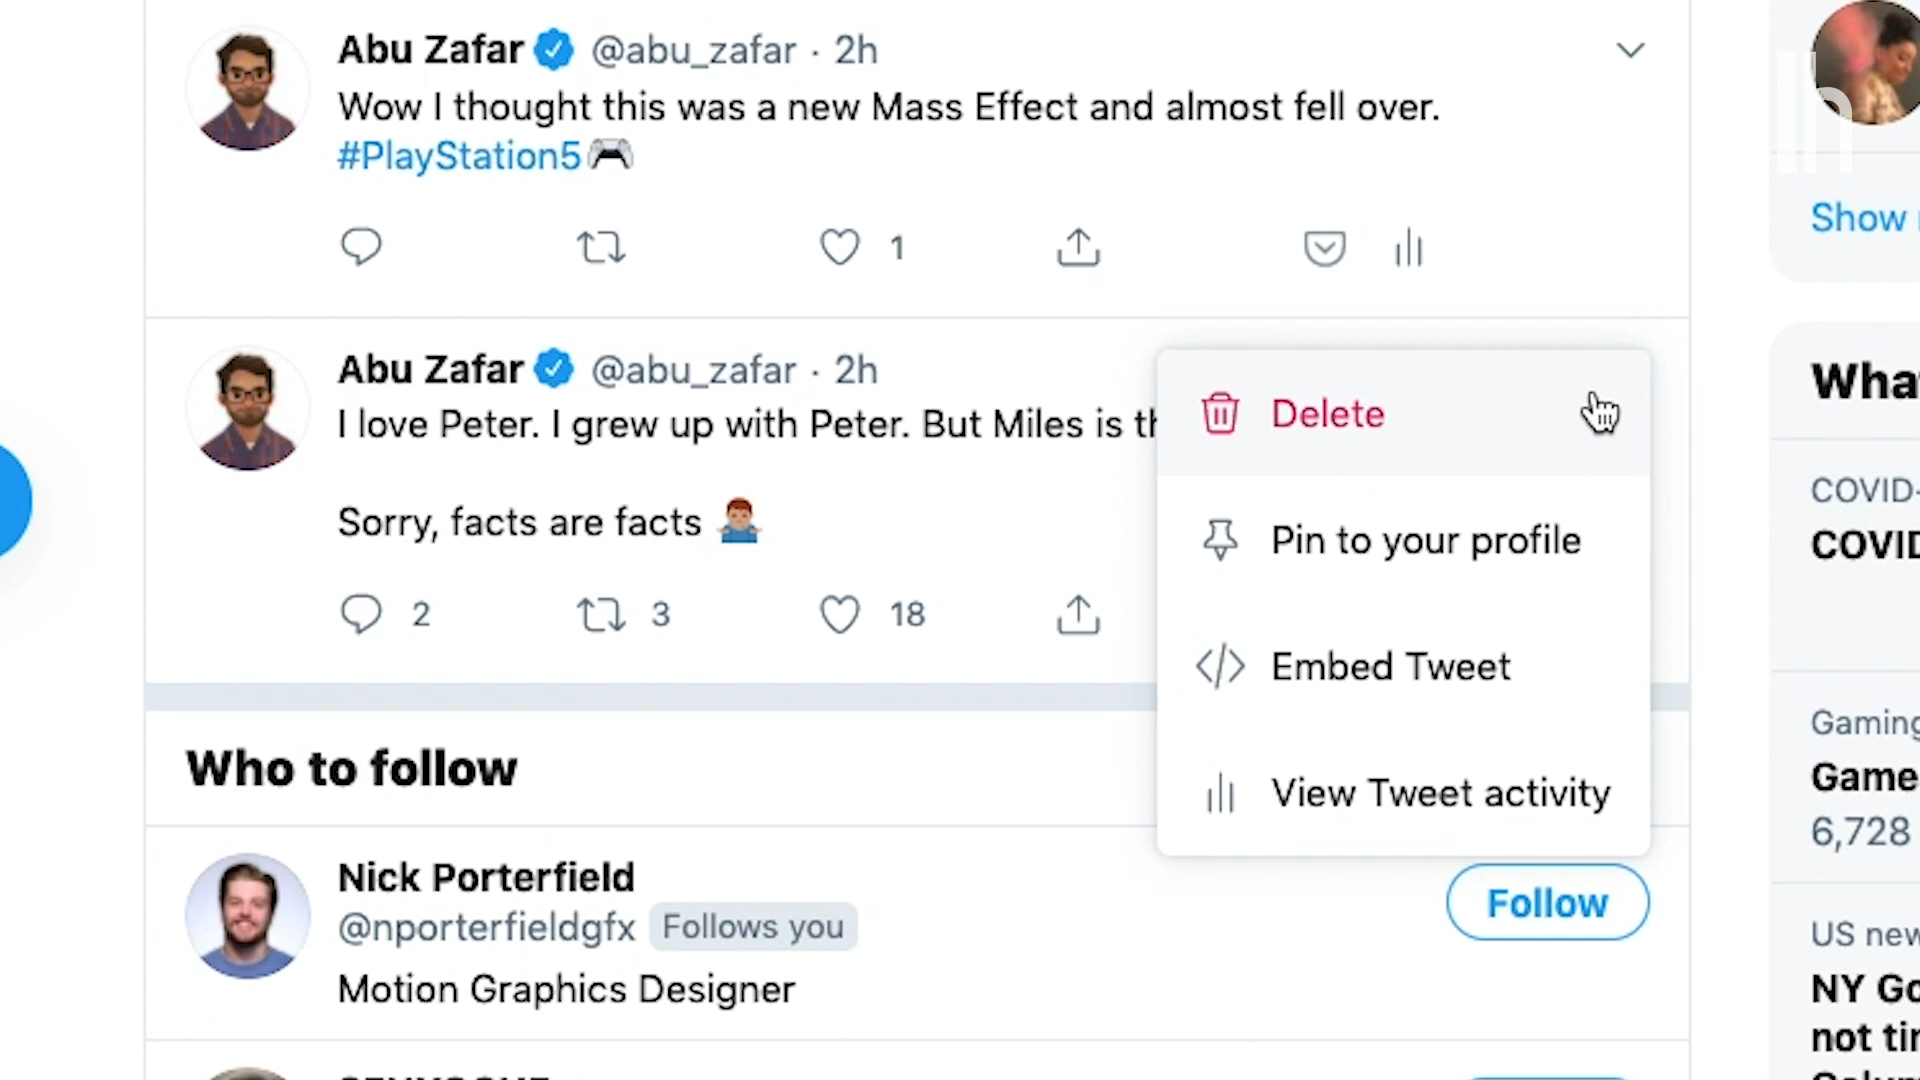 Abu Zafar @abu_zafar · 2h
Wow I thought this was a new Mass Effect and almost fell over.
#PlayStation5
1
Show
Abu Zafar @abu_zafar · 2h
I love Peter. I grew up with Peter. But Miles is
Sorry, facts are facts
2 3 18
Delete
Pin to your profile
Embed Tweet
View Tweet activity
Who to follow
Nick Porterfield
@nporterfieldgfx Follows you
Motion Graphics Designer
Follow
lh
What
COVID-
COVID
Gaming
Game
6,728
US new
NY Go
not